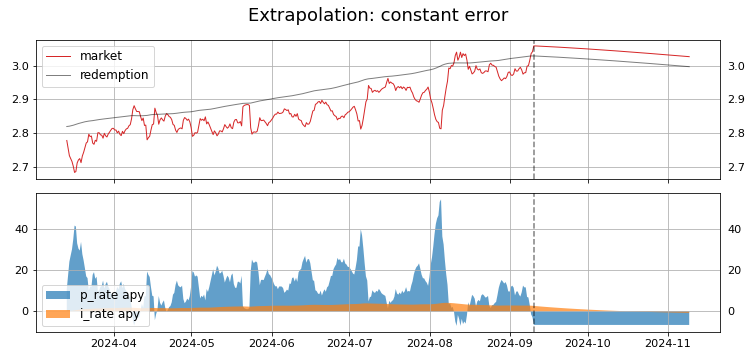 Extrapolation: constant error
market
redemption
3.0 3.0
2.9 2.9
2.8 2.8
2.7 2.7
40 40
20 20
0 0
p_rate apy
i_rate apy
2024-04 2024-05 2024-06 2024-07 2024-08 2024-09 2024-10 2024-11